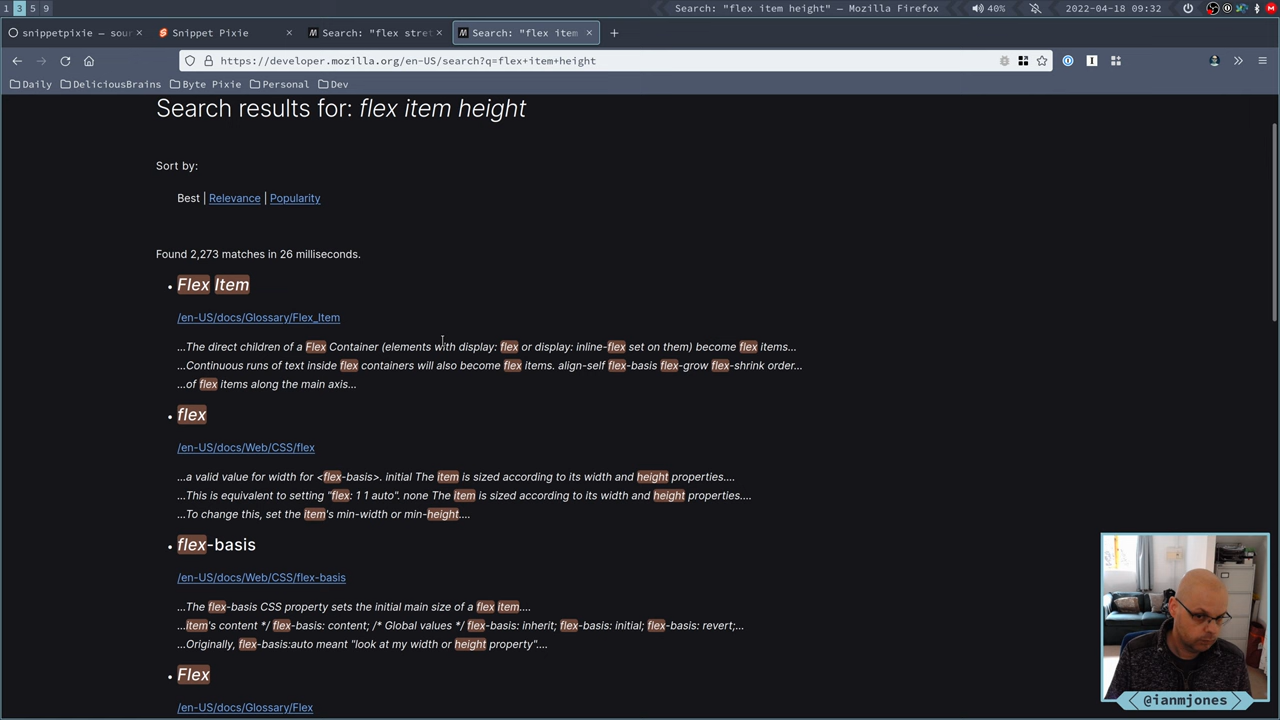 1 3 5 9
Search: "flex item height" — Mozilla Firefox
40%
2022-04-18 09:32
snippetpixie — sour
Snippet Pixie
Search: "flex stret
Search: "flex item
https://developer.mozilla.org/en-US/search?q=flex+item+height
Daily
DeliciousBrains
Byte Pixie
Personal
Dev
Search results for: flex item height
Sort by:
Best | Relevance | Popularity
Found 2,273 matches in 26 milliseconds.
Flex Item
/en-US/docs/Glossary/Flex_Item
…The direct children of a Flex Container (elements with display: flex or display: inline-flex set on them) become flex items…
…Continuous runs of text inside flex containers will also become flex items. align-self flex-basis flex-grow flex-shrink order…
…of flex items along the main axis…
flex
/en-US/docs/Web/CSS/flex
…a valid value for width for <flex-basis>. initial The item is sized according to its width and height properties.…
…This is equivalent to setting "flex: 1 1 auto". none The item is sized according to its width and height properties.…
…To change this, set the item's min-width or min-height.…
flex-basis
/en-US/docs/Web/CSS/flex-basis
…The flex-basis CSS property sets the initial main size of a flex item.…
…item's content */ flex-basis: content; /* Global values */ flex-basis: inherit; flex-basis: initial; flex-basis: revert;…
…Originally, flex-basis:auto meant "look at my width or height property".…
Flex
/en-US/docs/Glossary/Flex
@ianmjones